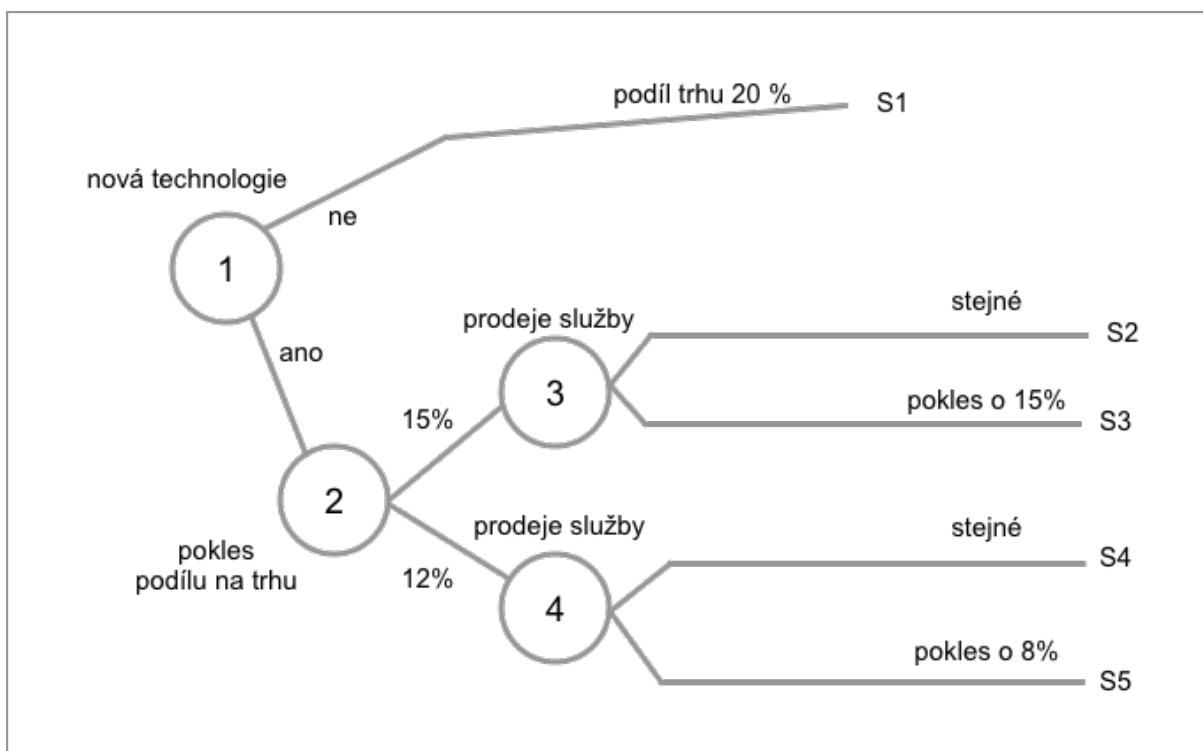 podíl trhu 20 %
S1
nová technologie
ne
1
ano
stejné
prodeje služby
S2
3
pokles o 15%
15%
S3
2
prodeje služby
stejné
pokles
podílu na trhu
12%
S4
4
pokles o 8%
S5